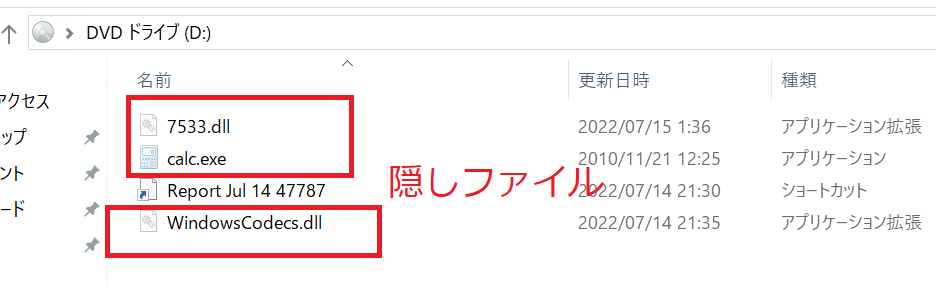 DVD ドライブ (D:)
名前 更新日時 種類
アクセス
7533.dll 2022/07/15 1:36 アプリケーション拡張
ップ
calc.exe 2010/11/21 12:25 アプリケーション
ント
Report Jul 14 47787 2022/07/14 21:30 ショートカット
隠しファイル
ード
WindowsCodecs.dll 2022/07/14 21:35 アプリケーション拡張